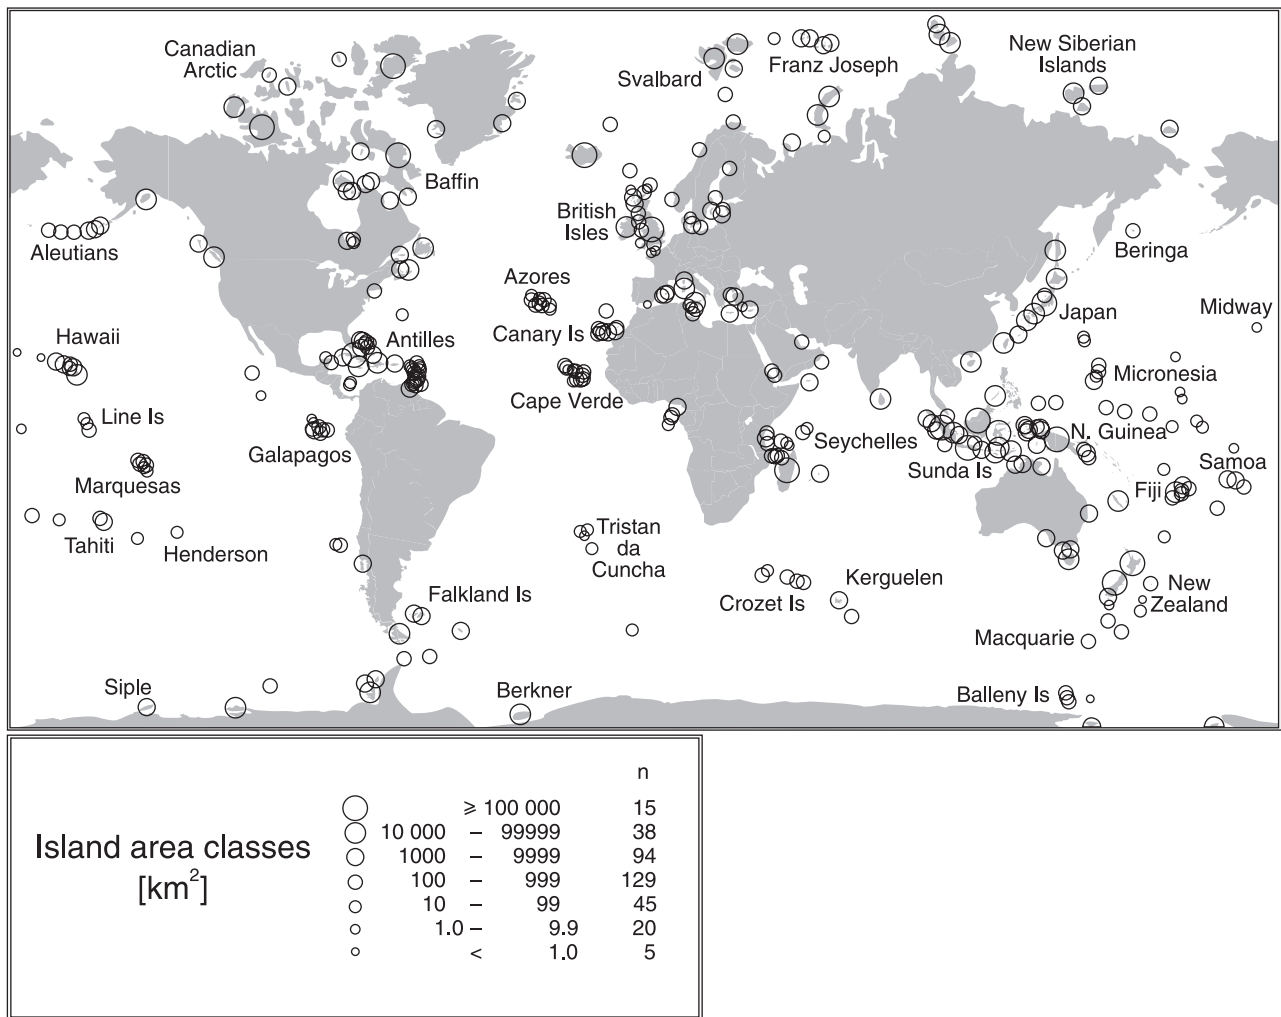 Canadian
Arctic
Svalbard
Franz Joseph
New Siberian
Islands
Baffin
British
Isles
Aleutians
Beringa
Azores
Canary Is
Japan
Midway
Hawaii
Antilles
Cape Verde
Micronesia
Line Is
Galapagos
Seychelles
N. Guinea
Sunda Is
Samoa
Marquesas
Fiji
Tahiti
Henderson
Tristan
da
Cuncha
Crozet Is
Kerguelen
New
Zealand
Falkland Is
Macquarie
Siple
Berkner
Balleny Is
n
⩾ 100 000 15
10 000 – 99999 38
Island area classes
[km²]
1000 – 9999 94
100 – 999 129
10 – 99 45
1.0 – 9.9 20
< 1.0 5